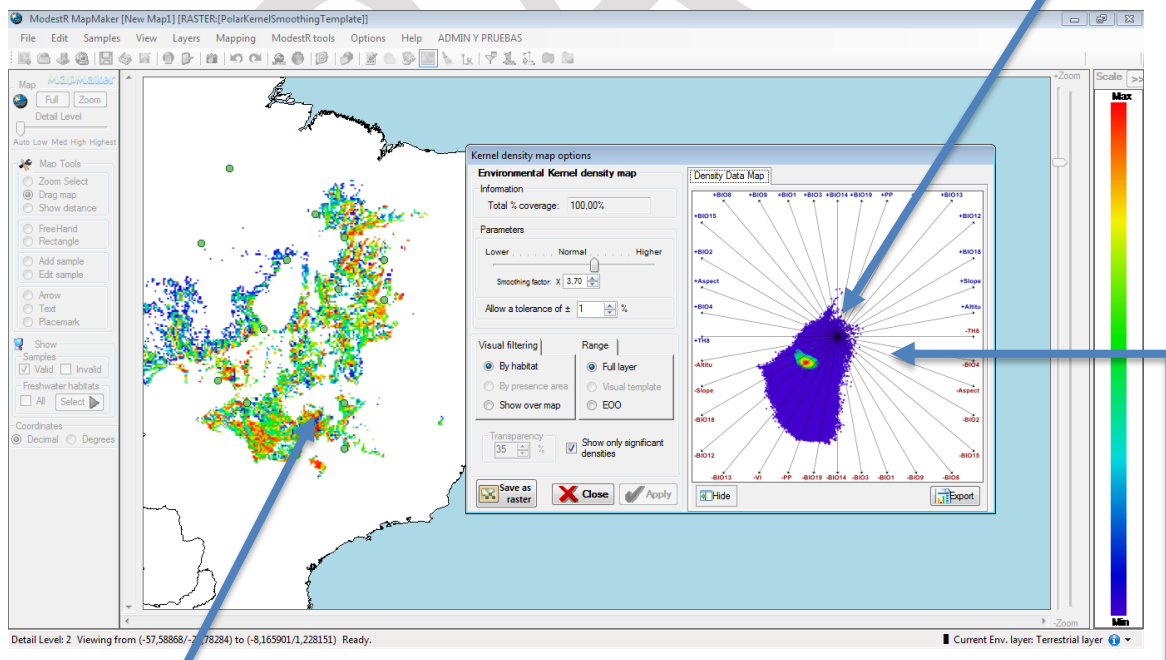 ModestR MapMaker [New Map1] [RASTER:[PolarKernelSmoothingTemplate]]
File Edit Samples View Layers Mapping ModestR tools Options Help ADMIN Y PRUEBAS
Map MapMaker
Full Zoom
Detail Level
Auto Low Med High Highest
Map Tools
Zoom Select
Drag map
Show distance
FreeHand
Rectangle
Add sample
Edit sample
Arrow
Text
Placemark
Show
Samples
Valid Invalid
Freshwater habitats
All Select
Coordinates
Decimal Degrees
Kernel density map options
Environmental Kernel density map
Information
Total % coverage: 100,00%
Parameters
Lower . . . . . . Normal . . . . . . Higher
Smoothing factor: X 3,70
Allow a tolerance of ± 1 %
Visual filtering Range
By habitat Full layer
By presence area Visual template
Show over map EOO
Transparency
35 %
Show only significant
densities
Save as
raster
Close Apply
Density Data Map
+BIO8 +BIO9 +BIO1 +BIO3 +BIO14 +BIO19 +PP +BIO13
+BIO15 +BIO12
+BIO2 +BIO18
+Aspect +Slope
+BIO4 +Altitu
+TH8 -TH8
-Altitu -BIO4
-Slope -Aspect
-BIO18 -BIO2
-BIO12 -BIO15
-BIO13 -VI -PP -BIO19 -BIO14 -BIO3 -BIO1 -BIO9 -BIO8
Hide Export
+Zoom
-Zoom
Scale >>
Max
Min
Detail Level: 2 Viewing from (-57,58868/-2 ,78284) to (-8,165901/1,228151) Ready.
Current Env. layer: Terrestrial layer